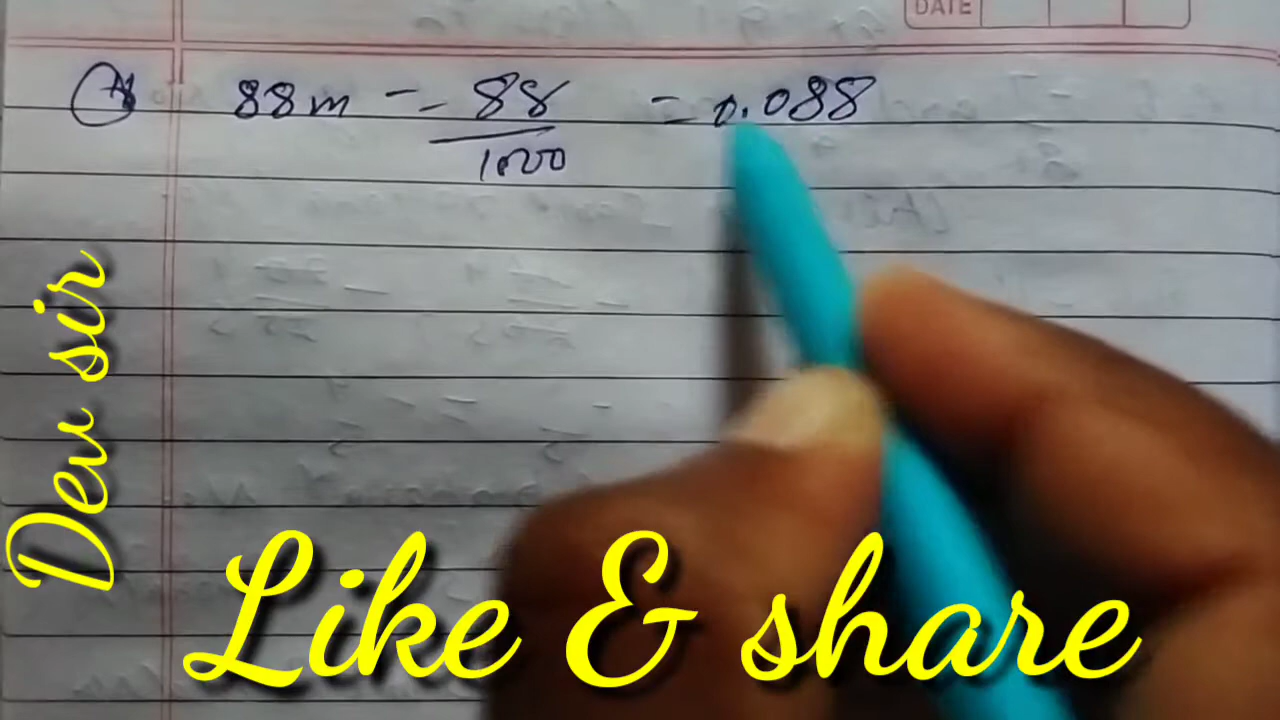 DATE
88m = 88/1000 = 0.088
Dev sir
Like & share